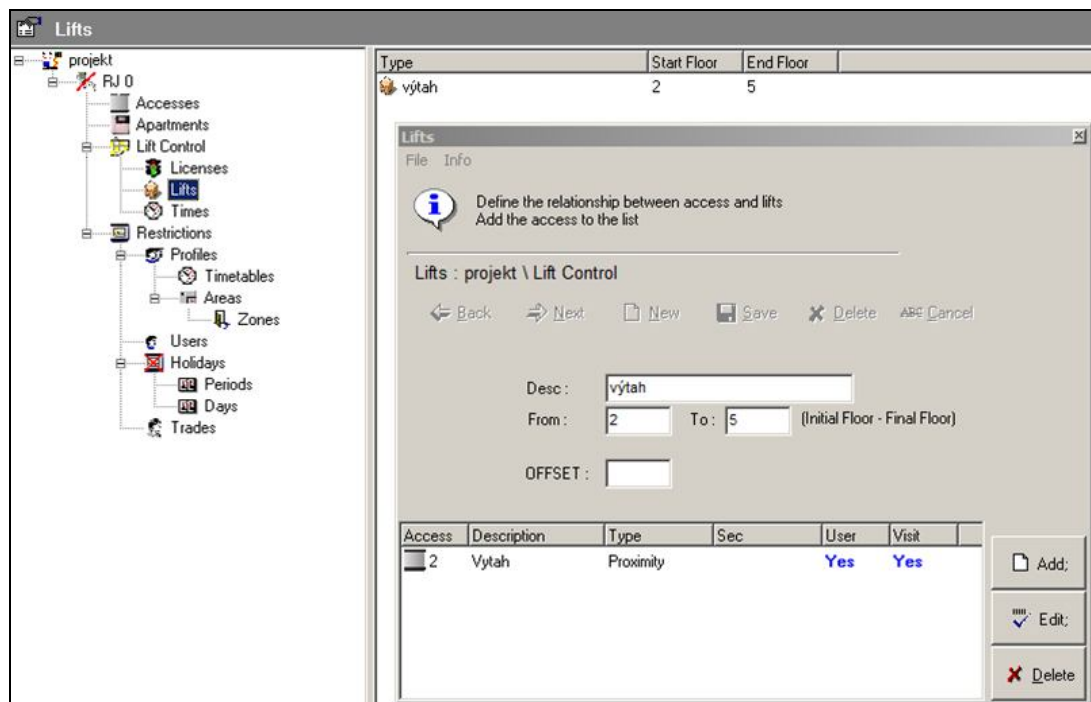 Lifts
projekt
RJ 0
Accesses
Apartments
Lift Control
Licenses
Lifts
Times
Restrictions
Profiles
Timetables
Areas
Zones
Users
Holidays
Periods
Days
Trades
Type Start Floor End Floor
výtah 2 5
Lifts
File Info
Define the relationship between access and lifts
Add the access to the list
Lifts : projekt \ Lift Control
Back Next New Save Delete ABC Cancel
Desc : výtah
From : 2 To : 5 (Initial Floor - Final Floor)
OFFSET :
Access Description Type Sec User Visit
2 Vytah Proximity Yes Yes
Add;
Edit;
Delete